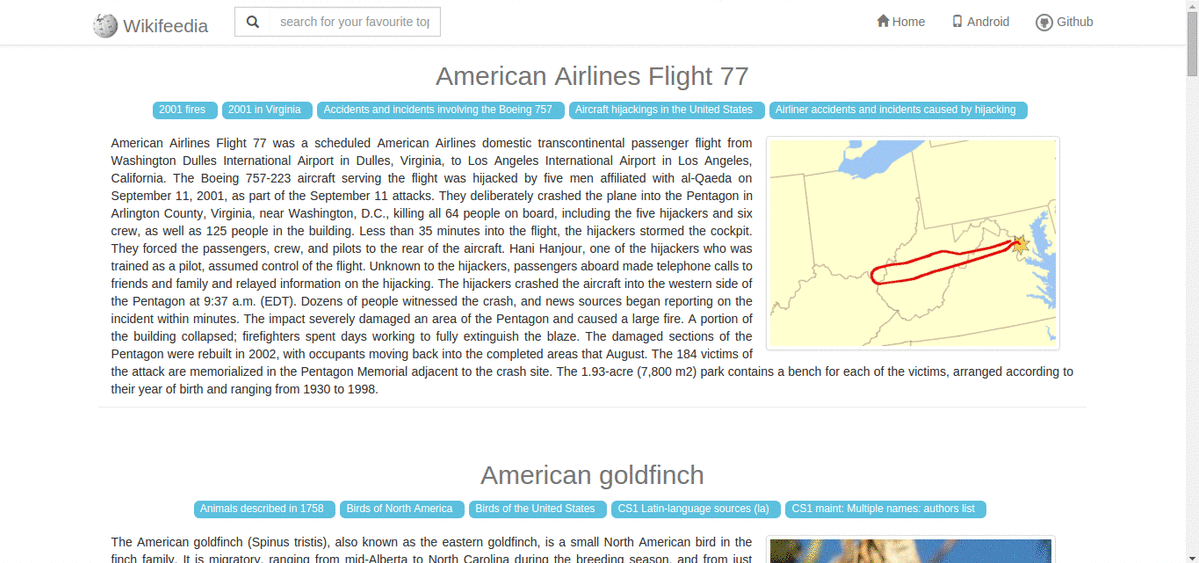 Wikifeedia
search for your favourite top
Home
Android
Github
American Airlines Flight 77
2001 fires
2001 in Virginia
Accidents and incidents involving the Boeing 757
Aircraft hijackings in the United States
Airliner accidents and incidents caused by hijacking
American Airlines Flight 77 was a scheduled American Airlines domestic transcontinental passenger flight from
Washington Dulles International Airport in Dulles, Virginia, to Los Angeles International Airport in Los Angeles,
California. The Boeing 757-223 aircraft serving the flight was hijacked by five men affiliated with al-Qaeda on
September 11, 2001, as part of the September 11 attacks. They deliberately crashed the plane into the Pentagon in
Arlington County, Virginia, near Washington, D.C., killing all 64 people on board, including the five hijackers and six
crew, as well as 125 people in the building. Less than 35 minutes into the flight, the hijackers stormed the cockpit.
They forced the passengers, crew, and pilots to the rear of the aircraft. Hani Hanjour, one of the hijackers who was
trained as a pilot, assumed control of the flight. Unknown to the hijackers, passengers aboard made telephone calls to
friends and family and relayed information on the hijacking. The hijackers crashed the aircraft into the western side of
the Pentagon at 9:37 a.m. (EDT). Dozens of people witnessed the crash, and news sources began reporting on the
incident within minutes. The impact severely damaged an area of the Pentagon and caused a large fire. A portion of
the building collapsed; firefighters spent days working to fully extinguish the blaze. The damaged sections of the
Pentagon were rebuilt in 2002, with occupants moving back into the completed areas that August. The 184 victims of
the attack are memorialized in the Pentagon Memorial adjacent to the crash site. The 1.93-acre (7,800 m2) park contains a bench for each of the victims, arranged according to
their year of birth and ranging from 1930 to 1998.
American goldfinch
Animals described in 1758
Birds of North America
Birds of the United States
CS1 Latin-language sources (la)
CS1 maint: Multiple names: authors list
The American goldfinch (Spinus tristis), also known as the eastern goldfinch, is a small North American bird in the
finch family. It is migratory, ranging from mid-Alberta to North Carolina during the breeding season, and from just